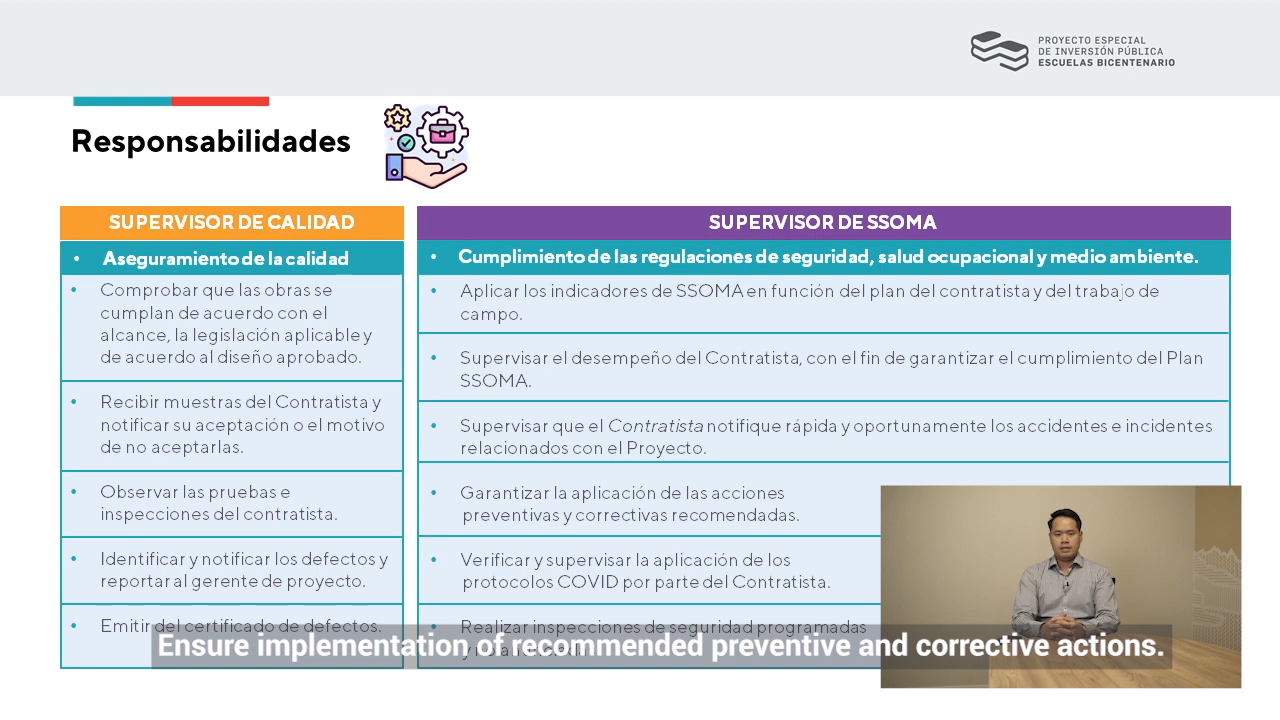 PROYECTO ESPECIAL
DE INVERSIÓN PÚBLICA
ESCUELAS BICENTENARIO
Responsabilidades
SUPERVISOR DE CALIDAD
• Aseguramiento de la calidad
• Comprobar que las obras se
cumplan de acuerdo con el
alcance, la legislación aplicable y
de acuerdo al diseño aprobado.
• Recibir muestras del Contratista y
notificar su aceptación o el motivo
de no aceptarlas.
• Observar las pruebas e
inspecciones del contratista.
• Identificar y notificar los defectos y
reportar al gerente de proyecto.
• Emitir del certificado de defectos.
SUPERVISOR DE SSOMA
• Cumplimiento de las regulaciones de seguridad, salud ocupacional y medio ambiente.
• Aplicar los indicadores de SSOMA en función del plan del contratista y del trabajo de
campo.
• Supervisar el desempeño del Contratista, con el fin de garantizar el cumplimiento del Plan
SSOMA.
• Supervisar que el Contratista notifique rápida y oportunamente los accidentes e incidentes
relacionados con el Proyecto.
• Garantizar la aplicación de las acciones
preventivas y correctivas recomendadas.
• Verificar y supervisar la aplicación de los
protocolos COVID por parte del Contratista.
• Realizar inspecciones de seguridad programadas
Ensure implementation of recommended preventive and corrective actions.